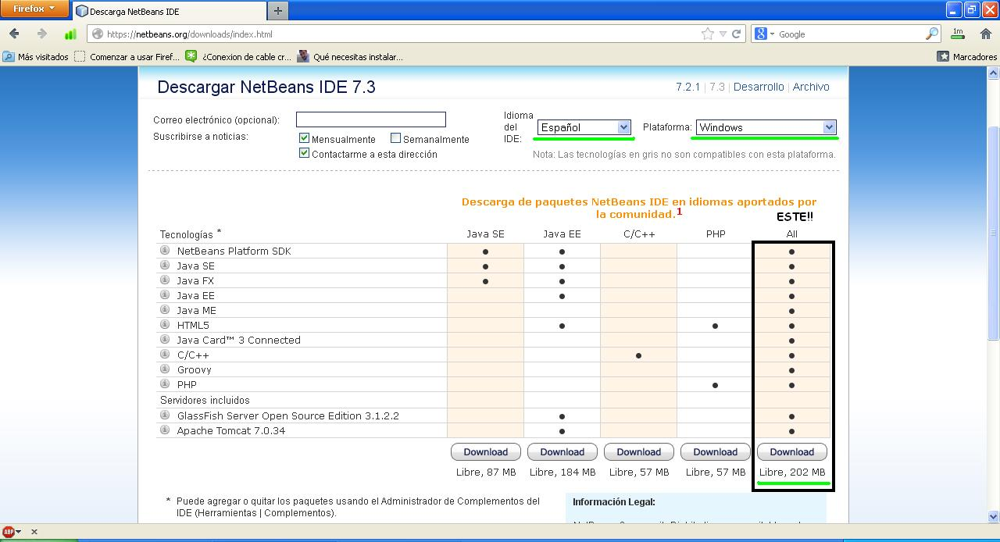 Firefox
Descarga NetBeans IDE
https://netbeans.org/downloads/index.html
Google
1m
Más visitados
Comenzar a usar Firef...
¿Conexion de cable cr...
Qué necesitas instalar...
Marcadores
Descargar NetBeans IDE 7.3
7.2.1 | 7.3 | Desarrollo | Archivo
Correo electrónico (opcional):
Idioma del IDE: Español
Plataforma: Windows
Suscribirse a noticias:
Mensualmente Semanalmente
Contactarme a esta dirección
Nota: Las tecnologías en gris no son compatibles con esta plataforma.
Descarga de paquetes NetBeans IDE en idiomas aportados por
la comunidad.1
ESTE!!
Tecnologías * Java SE Java EE C/C++ PHP All
NetBeans Platform SDK
Java SE
Java FX
Java EE
Java ME
HTML5
Java Card™ 3 Connected
C/C++
Groovy
PHP
Servidores incluidos
GlassFish Server Open Source Edition 3.1.2.2
Apache Tomcat 7.0.34
Download Download Download Download Download
Libre, 87 MB Libre, 184 MB Libre, 57 MB Libre, 57 MB Libre, 202 MB
* Puede agregar o quitar los paquetes usando el Administrador de Complementos del
IDE (Herramientas | Complementos).
Información Legal:
ABP